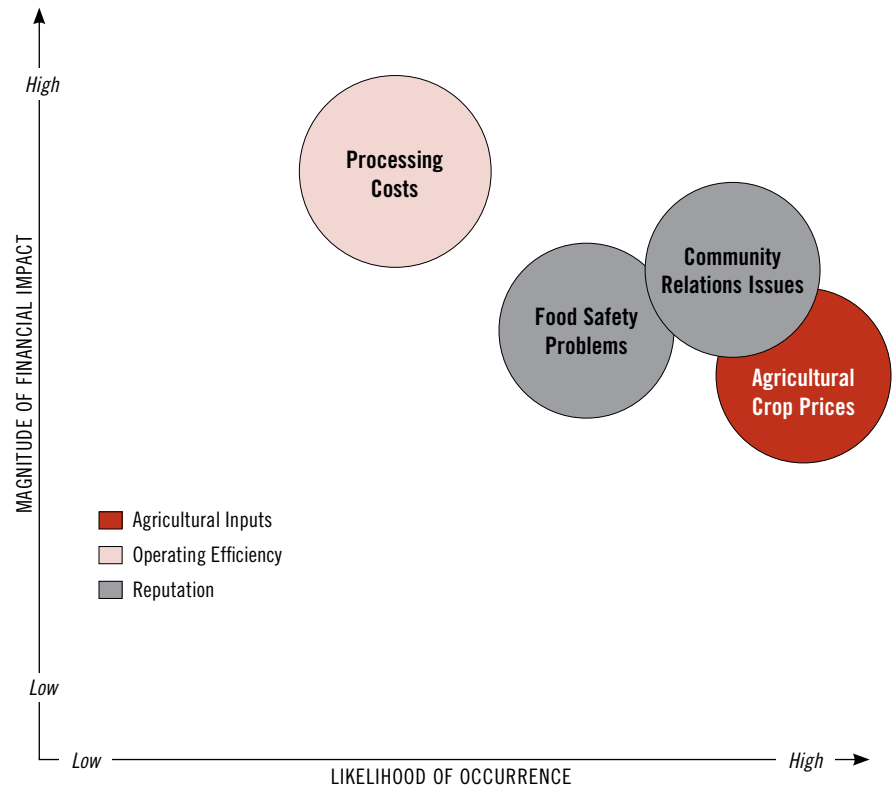 High
Processing
Costs
Community
Relations Issues
Food Safety
Problems
Agricultural
Crop Prices
MAGNITUDE OF FINANCIAL IMPACT
Agricultural Inputs
Operating Efficiency
Reputation
Low
Low
High
LIKELIHOOD OF OCCURRENCE